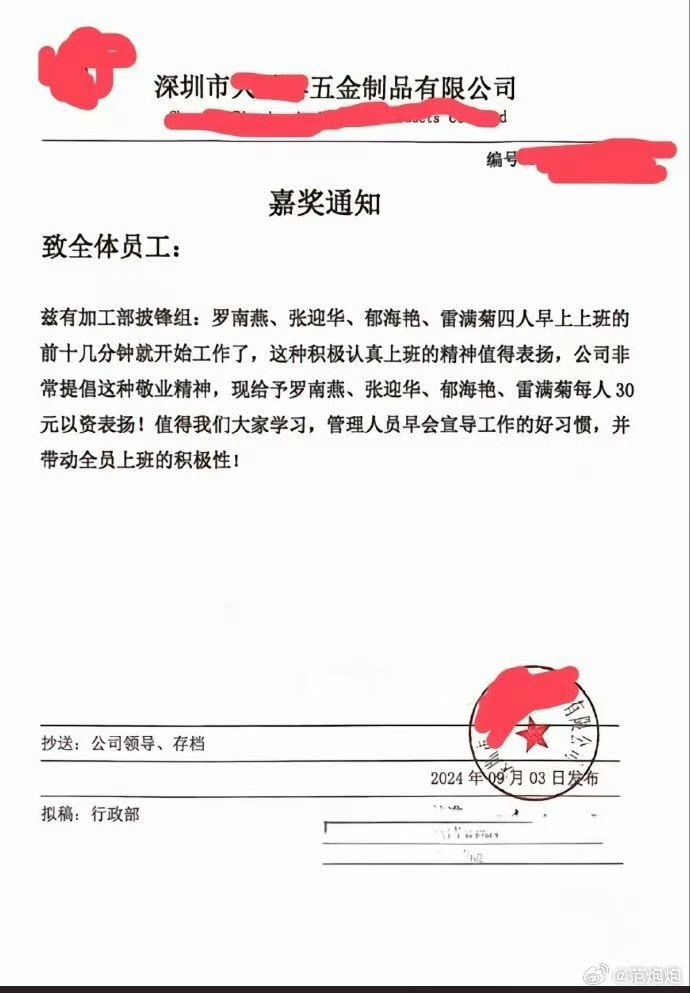 深圳市 五金制品有限公司
编号
嘉奖通知
致全体员工：
兹有加工部披锋组：罗南燕、张迎华、郁海艳、雷满菊四人早上上班的
前十几分钟就开始工作了，这种积极认真上班的精神值得表扬，公司非
常提倡这种敬业精神，现给予罗南燕、张迎华、郁海艳、雷满菊每人 30
元以资表扬！值得我们大家学习，管理人员早会宣导工作的好习惯，并
带动全员上班的积极性！
有限公司
抄送：公司领导、存档
2024 年 09 月 03 日发布
拟稿：行政部
@范炮炮